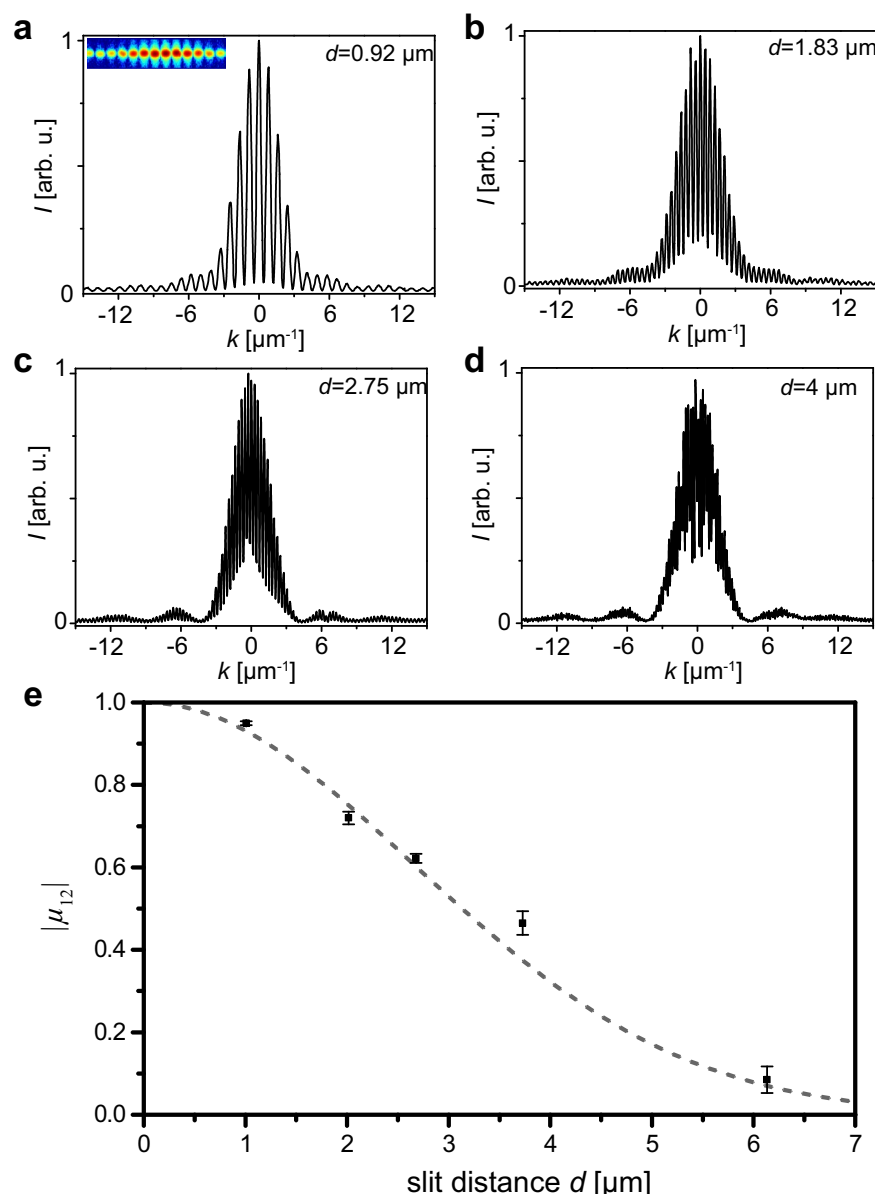 a
d=0.92 µm
1
I [arb. u.]
0
-12 -6 0 6 12
k [µm⁻¹]
b
d=1.83 µm
1
I [arb. u.]
0
-12 -6 0 6 12
k [µm⁻¹]
c
d=2.75 µm
1
I [arb. u.]
0
-12 -6 0 6 12
k [µm⁻¹]
d
d=4 µm
1
I [arb. u.]
0
-12 -6 0 6 12
k [µm⁻¹]
e
1.0
0.8
0.6
0.4
0.2
0.0
|μ₁₂|
0 1 2 3 4 5 6 7
slit distance d [µm]